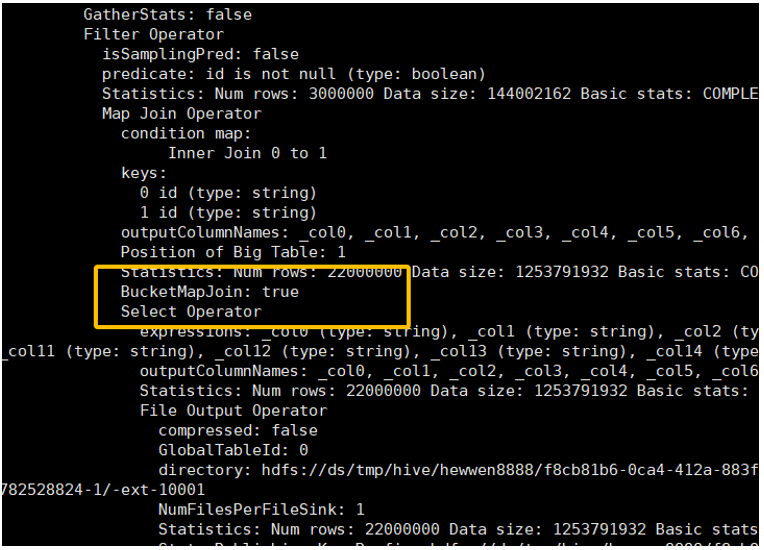 GatherStats: false
Filter Operator
isSamplingPred: false
predicate: id is not null (type: boolean)
Statistics: Num rows: 3000000 Data size: 144002162 Basic stats: COMPLE
Map Join Operator
condition map:
Inner Join 0 to 1
keys:
0 id (type: string)
1 id (type: string)
outputColumnNames: _col0, _col1, _col2, _col3, _col4, _col5, _col6,
Position of Big Table: 1
Statistics: Num rows: 22000000 Data size: 1253791932 Basic stats: CO
BucketMapJoin: true
Select Operator
expressions: _col0 (type: string), _col1 (type: string), _col2 (ty
_col11 (type: string), _col12 (type: string), _col13 (type: string), _col14 (type
outputColumnNames: _col0, _col1, _col2, _col3, _col4, _col5, _col6
Statistics: Num rows: 22000000 Data size: 1253791932 Basic stats:
File Output Operator
compressed: false
GlobalTableId: 0
directory: hdfs://ds/tmp/hive/hewwen8888/f8cb81b6-0ca4-412a-883f
782528824-1/-ext-10001
NumFilesPerFileSink: 1
Statistics: Num rows: 22000000 Data size: 1253791932 Basic stats